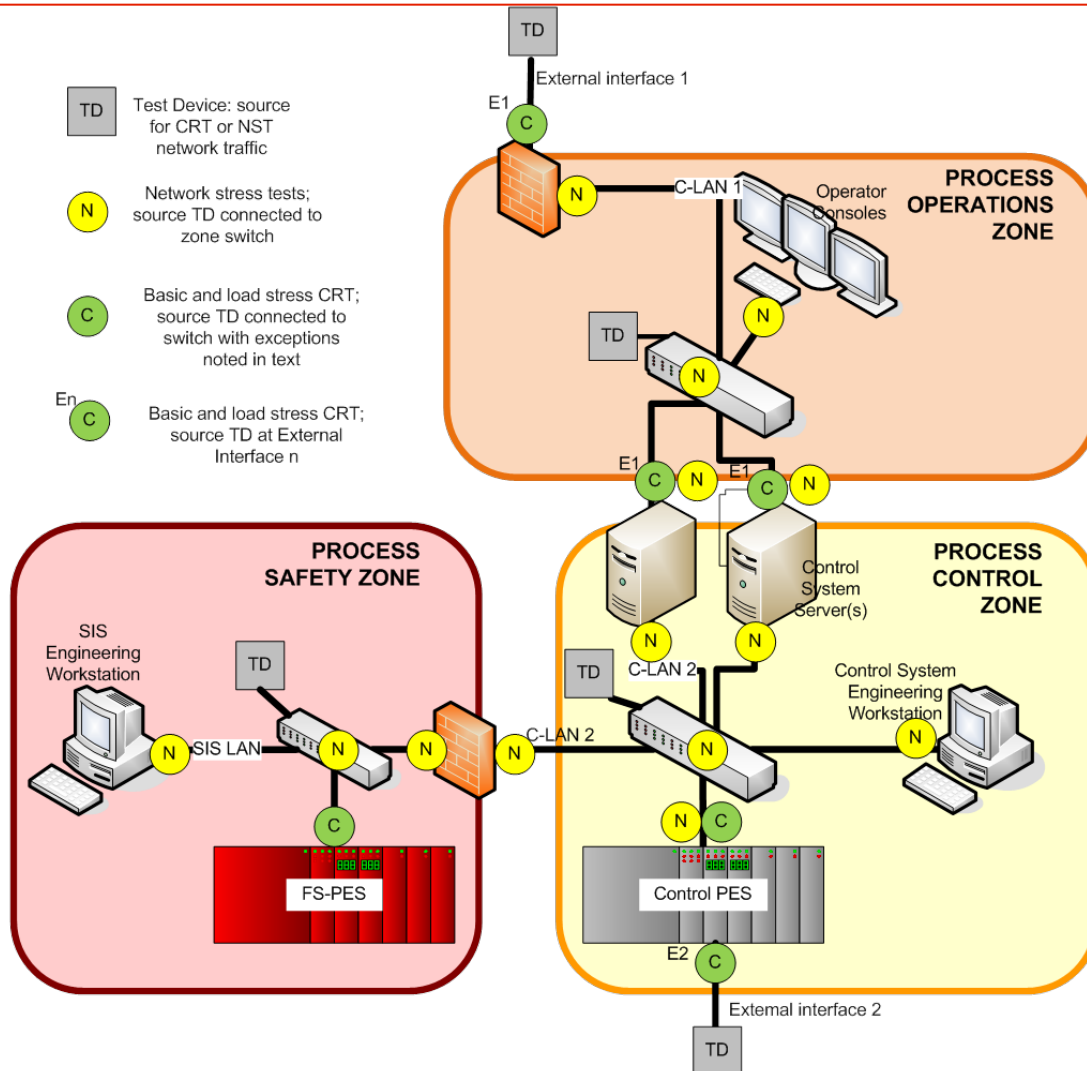 TD
External interface 1
E1
C
TD
Test Device: source
for CRT or NST
network traffic
N
Network stress tests;
source TD connected to
zone switch
C
Basic and load stress CRT;
source TD connected to
switch with exceptions
noted in text
En
C
Basic and load stress CRT;
source TD at External
Interface n
N
C-LAN 1
Operator
Consoles
PROCESS
OPERATIONS
ZONE
N
TD
N
E1
C
N
E1
C
N
PROCESS
SAFETY ZONE
PROCESS
CONTROL
ZONE
Control
System
Server(s)
N
N
C-LAN 2
SIS
Engineering
Workstation
TD
TD
Control System
Engineering
Workstation
N
SIS LAN
N
N
N
C-LAN 2
N
N
C
N
C
FS-PES
Control PES
E2
C
External interface 2
TD